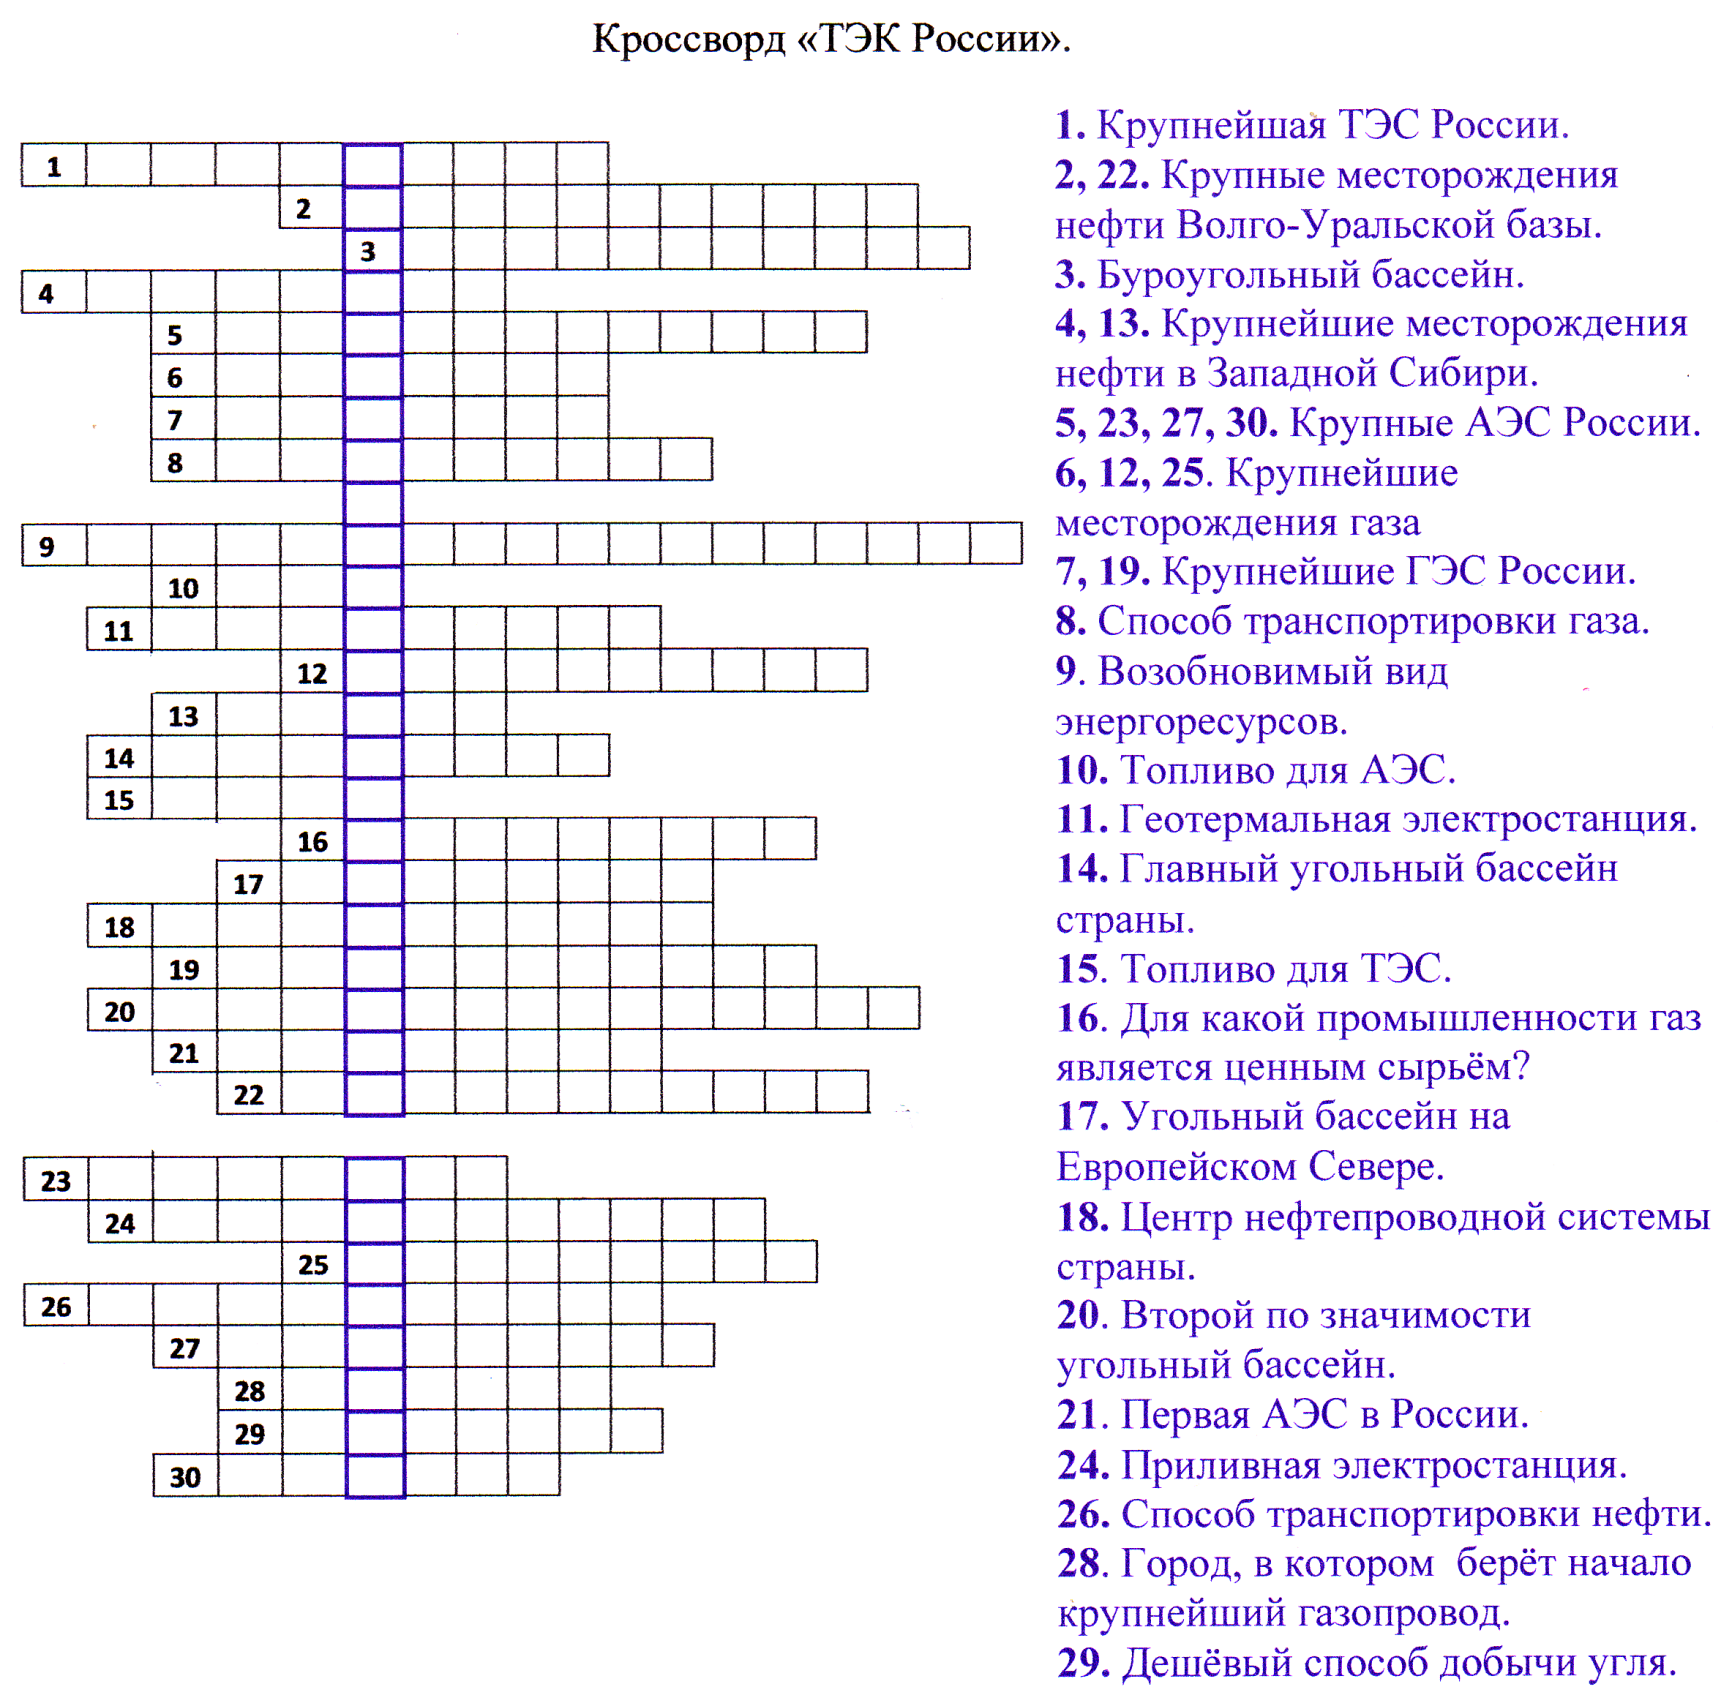 Кроссворд «ТЭК России».
1
2
3
4
5
6
7
8
9
10
11
12
13
14
15
16
17
18
19
20
21
22
23
24
25
26
27
28
29
30
1. Крупнейшая ТЭС России.
2, 22. Крупные месторождения
нефти Волго-Уральской базы.
3. Буроугольный бассейн.
4, 13. Крупнейшие месторождения
нефти в Западной Сибири.
5, 23, 27, 30. Крупные АЭС России.
6, 12, 25. Крупнейшие
месторождения газа
7, 19. Крупнейшие ГЭС России.
8. Способ транспортировки газа.
9. Возобновимый вид
энергоресурсов.
10. Топливо для АЭС.
11. Геотермальная электростанция.
14. Главный угольный бассейн
страны.
15. Топливо для ТЭС.
16. Для какой промышленности газ
является ценным сырьём?
17. Угольный бассейн на
Европейском Севере.
18. Центр нефтепроводной системы
страны.
20. Второй по значимости
угольный бассейн.
21. Первая АЭС в России.
24. Приливная электростанция.
26. Способ транспортировки нефти.
28. Город, в котором берёт начало
крупнейший газопровод.
29. Дешёвый способ добычи угля.